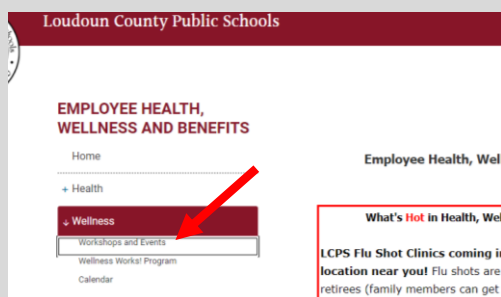 Loudoun County Public Schools
EMPLOYEE HEALTH,
WELLNESS AND BENEFITS
Home
+ Health
↓ Wellness
Workshops and Events
Wellness Works! Program
Calendar
Employee Health, Wel
What's Hot in Health, Wel
LCPS Flu Shot Clinics coming i
location near you! Flu shots are
retirees (family members can get